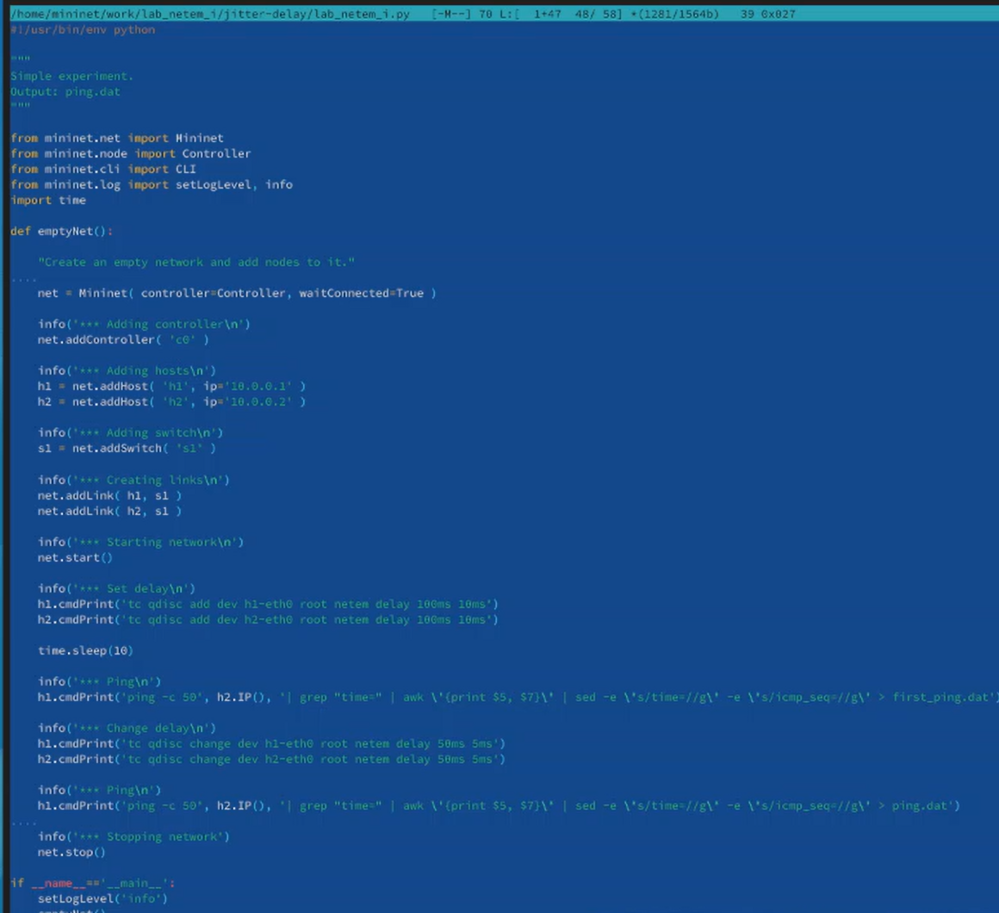 /home/mininet/work/lab_netem_i/jitter-delay/lab_netem_i.py   [-M--] 70 L:[  1+47  48/ 58] *(1281/1564b)   39 0x027
#!/usr/bin/env python
"""
Simple experiment.
Output: ping.dat
"""
from mininet.net import Mininet
from mininet.node import Controller
from mininet.cli import CLI
from mininet.log import setLogLevel, info
import time
def emptyNet():
    "Create an empty network and add nodes to it."
....
    net = Mininet( controller=Controller, waitConnected=True )
    info('*** Adding controller\n')
    net.addController( 'c0' )
    info('*** Adding hosts\n')
    h1 = net.addHost( 'h1', ip='10.0.0.1' )
    h2 = net.addHost( 'h2', ip='10.0.0.2' )
    info('*** Adding switch\n')
    s1 = net.addSwitch( 's1' )
    info('*** Creating links\n')
    net.addLink( h1, s1 )
    net.addLink( h2, s1 )
    info('*** Starting network\n')
    net.start()
    info('*** Set delay\n')
    h1.cmdPrint('tc qdisc add dev h1-eth0 root netem delay 100ms 10ms')
    h2.cmdPrint('tc qdisc add dev h2-eth0 root netem delay 100ms 10ms')
    time.sleep(10)
    info('*** Ping\n')
    h1.cmdPrint('ping -c 50', h2.IP(), '| grep "time=" | awk \'{print $5, $7}\' | sed -e \'s/time=//g\' -e \'s/icmp_seq=//g\' > first_ping.dat')
    info('*** Change delay\n')
    h1.cmdPrint('tc qdisc change dev h1-eth0 root netem delay 50ms 5ms')
    h2.cmdPrint('tc qdisc change dev h2-eth0 root netem delay 50ms 5ms')
    info('*** Ping\n')
    h1.cmdPrint('ping -c 50', h2.IP(), '| grep "time=" | awk \'{print $5, $7}\' | sed -e \'s/time=//g\' -e \'s/icmp_seq=//g\' > ping.dat')
....
    info('*** Stopping network')
    net.stop()
if __name__=='__main__':
    setLogLevel('info')
    emptyNet()